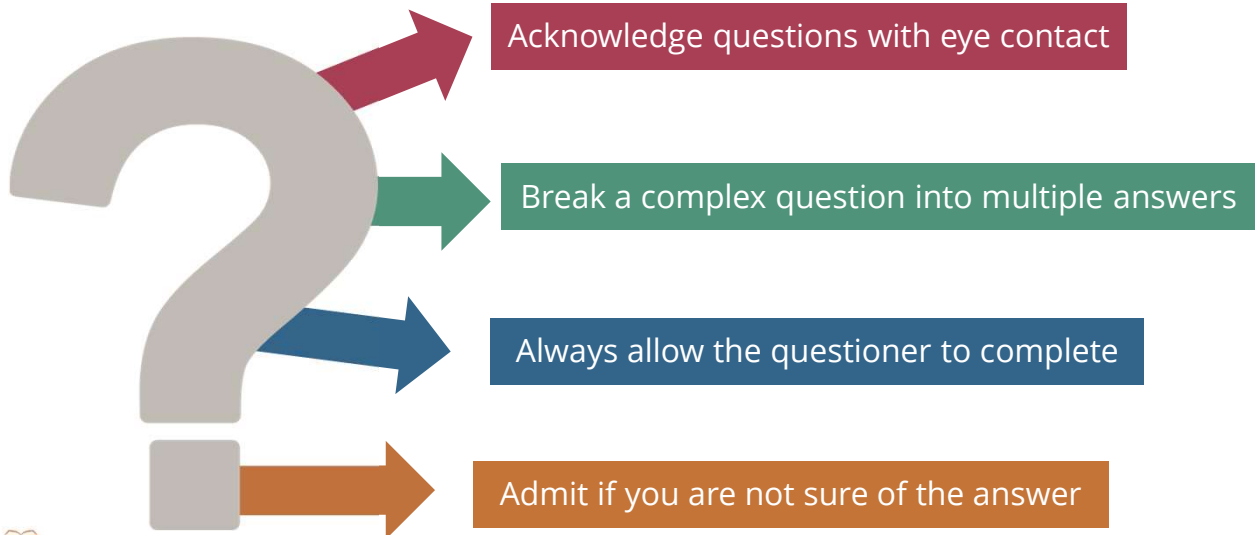 Acknowledge questions with eye contact
Break a complex question into multiple answers
Always allow the questioner to complete
Admit if you are not sure of the answer